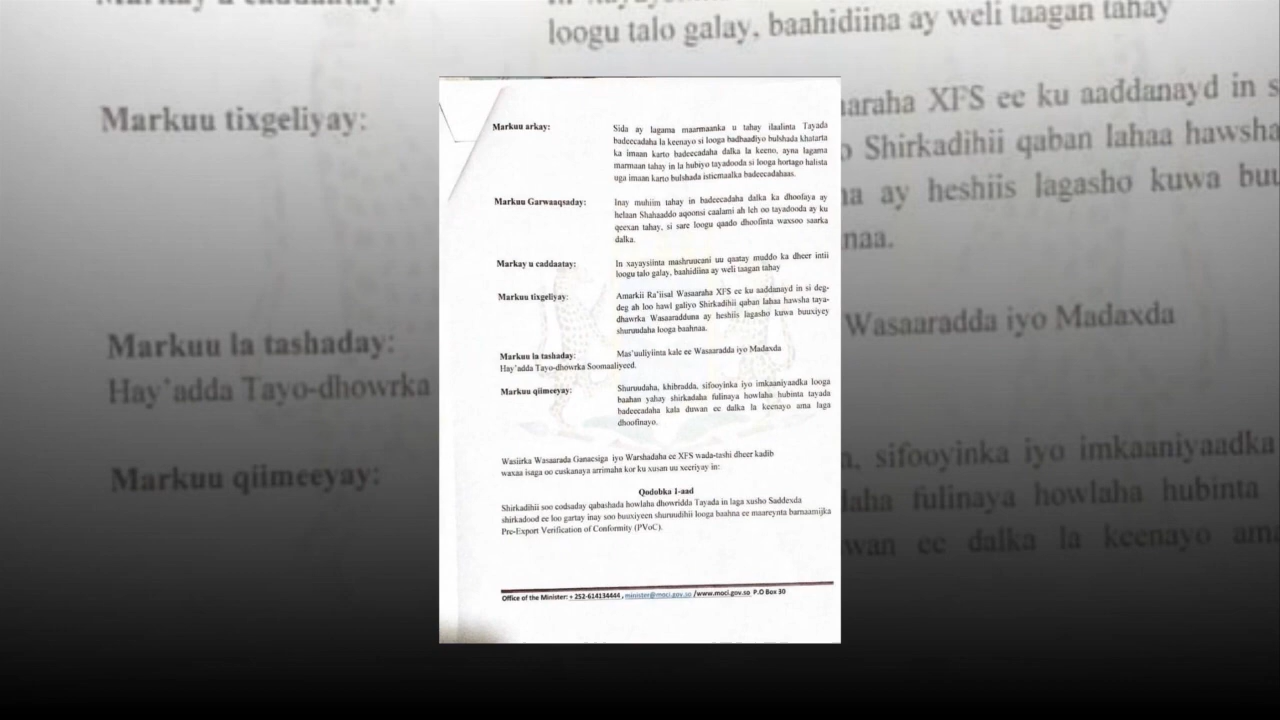 loogu talo galay, baahidiina ay weli taagan tahay
Markuu tixgeliyay:
araha XFS ee ku aaddanayd in s
Shirkadihii qaban lahaa hawsha
ay heshiis lagasho kuwa buu
naa.
Markuu la tashaday:
Wasaaradda iyo Madaxda
Hay'adda Tayo-dhowrka
Markuu qiimeeyay:
a, sifooyinka iyo imkaaniyaadka
laha fulinaya howlaha hubinta
wan ee dalka la keenayo ama
Markuu arkay: Sida ay lagama maarmaanka u tahay ilaalinta Tayada
badeecadaha la keenayo si looga badhaadiyo bulshada khatarta
ka imaan karto badeecadaha dalka la keeno, ayna lagama
marmaan tahay in la hubiyo tayadooda si looga hortago halista
uga imaan karto bulshada isticmaalka badeecadahaas.
Markuu Garwaaqsaday: Inay muhiim tahay in badeecadaha dalka ka dhoofaya ay
helaan Shahaaddo aqoonsi caalami ah leh oo tayadooda ay ku
qeexan tahay, si sare loogu qaado dhoofinta waxsoo saarka
dalka.
Markay u caddaatay: In xayaysiinta mashruucani uu qaatay muddo ka dheer intii
loogu talo galay, baahidiina ay weli taagan tahay
Markuu tixgeliyay: Amarkii Ra'iisal Wasaaraha XFS ee ku aaddanayd in si deg-
deg ah loo hawl galiyo Shirkadihii qaban lahaa hawsha taya-
dhawrka Wasaaradduna ay heshiis lagasho kuwa buuxiyey
shuruudaha looga baahnaa.
Markuu la tashaday: Mas'uuliyiinta kale ee Wasaaradda iyo Madaxda
Hay'adda Tayo-dhowrka Soomaaliyeed.
Markuu qiimeeyay: Shuruudaha, khibradda, sifooyinka iyo imkaaniyaadka looga
baahan yahay shirkadaha fulinaya howlaha hubinta tayada
badeecadaha kala duwan ee dalka la keenayo ama laga
dhoofinayo.
Wasiirka Wasaarada Ganacsiga iyo Warshadaha ee XFS wada-tashi dheer kadib
waxaa isaga oo cuskanaya arrimaha kor ku xusan uu xeeriyay in:
Qodobka 1-aad
Shirkadihii soo codsaday qabashada howlaha dhowridda Tayada in laga xusho Saddexda
shirkadood ee loo gartay inay soo buuxiyeen shuruudihii looga baahna ee maareynta barnaamijka
Pre-Export Verification of Conformity (PVoC).
Office of the Minister: + 252-614134444 , minister@moci.gov.so /www.moci.gov.so P.O Box 30